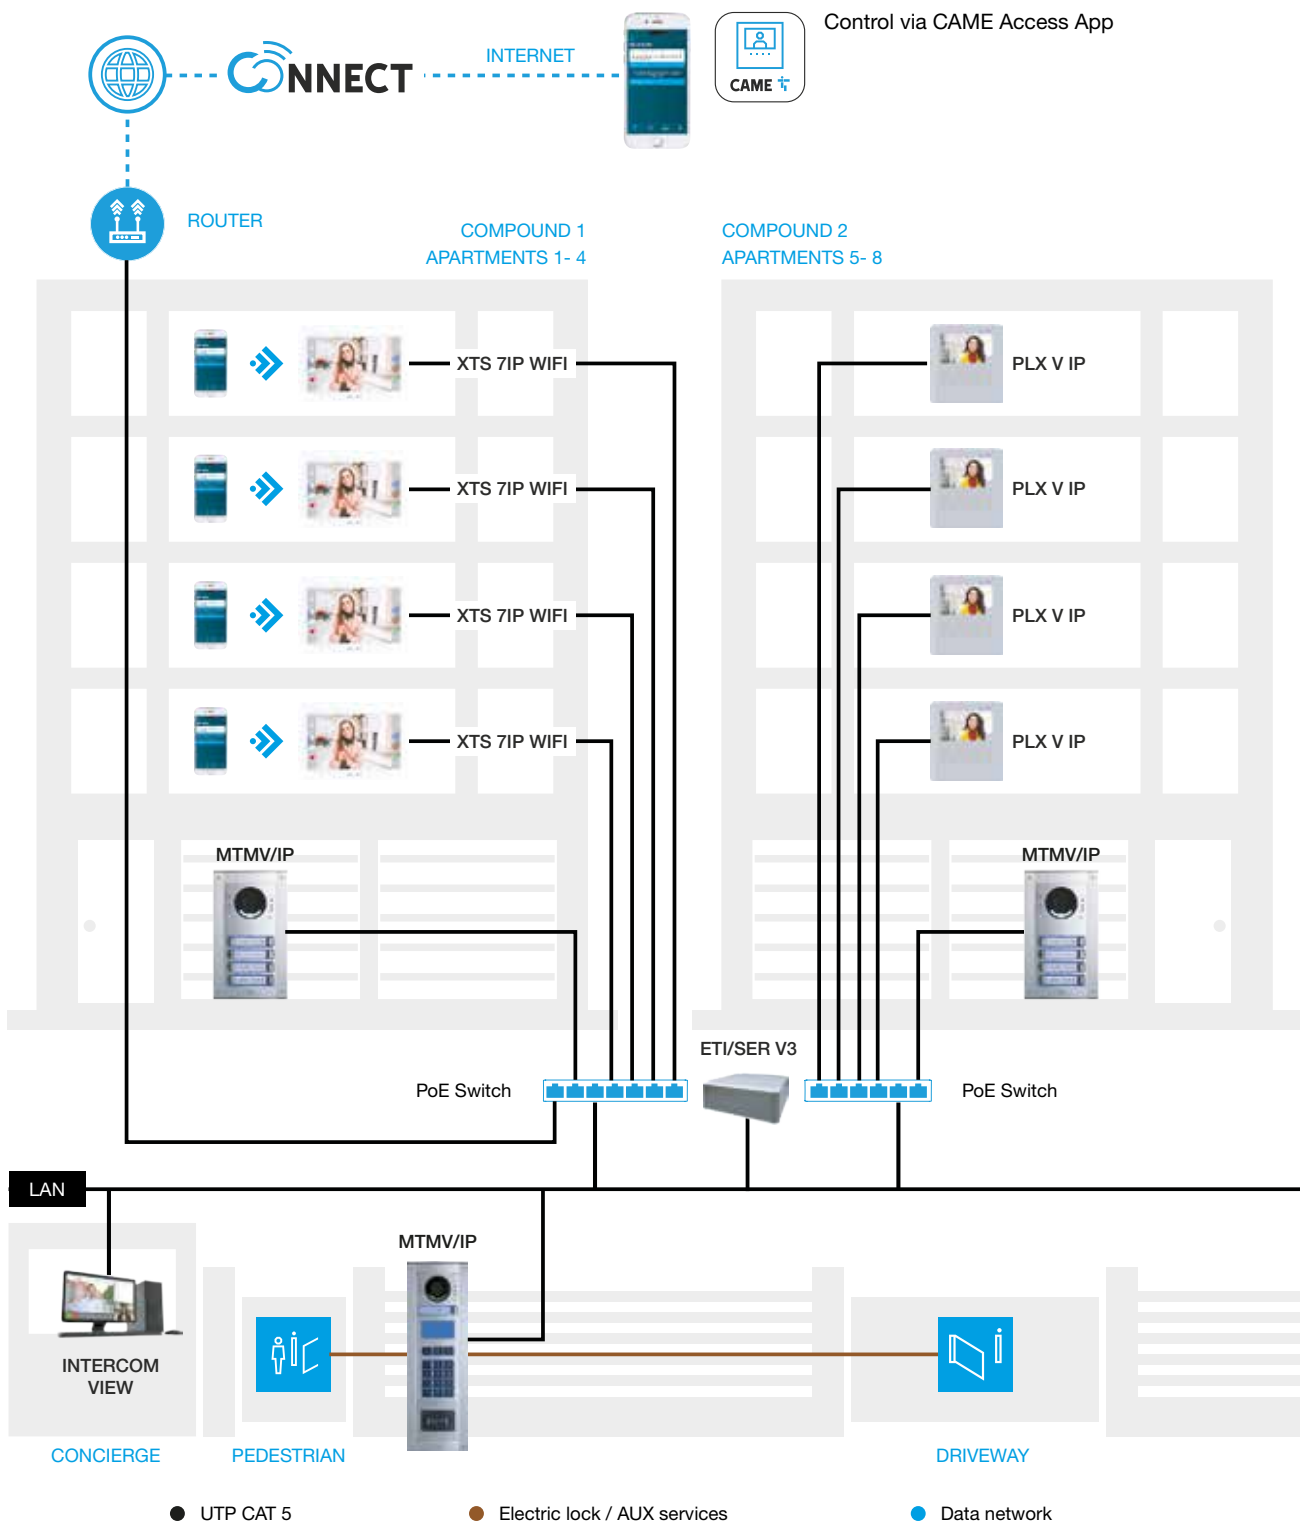 Control via CAME Access App
INTERNET
CONNECT
CAME
ROUTER
COMPOUND 1
APARTMENTS 1- 4
COMPOUND 2
APARTMENTS 5- 8
XTS 7IP WIFI
PLX V IP
XTS 7IP WIFI
PLX V IP
XTS 7IP WIFI
PLX V IP
XTS 7IP WIFI
PLX V IP
MTMV/IP
MTMV/IP
ETI/SER V3
PoE Switch
PoE Switch
LAN
MTMV/IP
INTERCOM
VIEW
CONCIERGE
PEDESTRIAN
DRIVEWAY
UTP CAT 5
Electric lock / AUX services
Data network